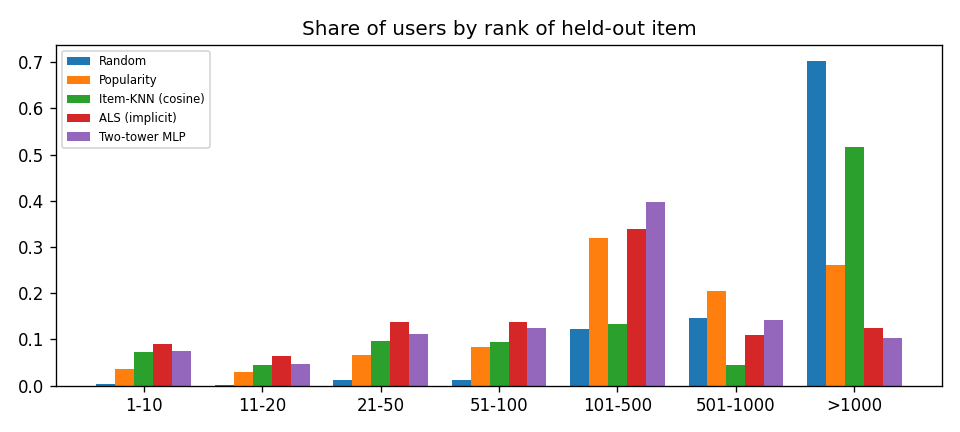 Share of users by rank of held-out item
Random
Popularity
Item-KNN (cosine)
ALS (implicit)
Two-tower MLP
0.7
0.6
0.5
0.4
0.3
0.2
0.1
0.0
1-10 11-20 21-50 51-100 101-500 501-1000 >1000